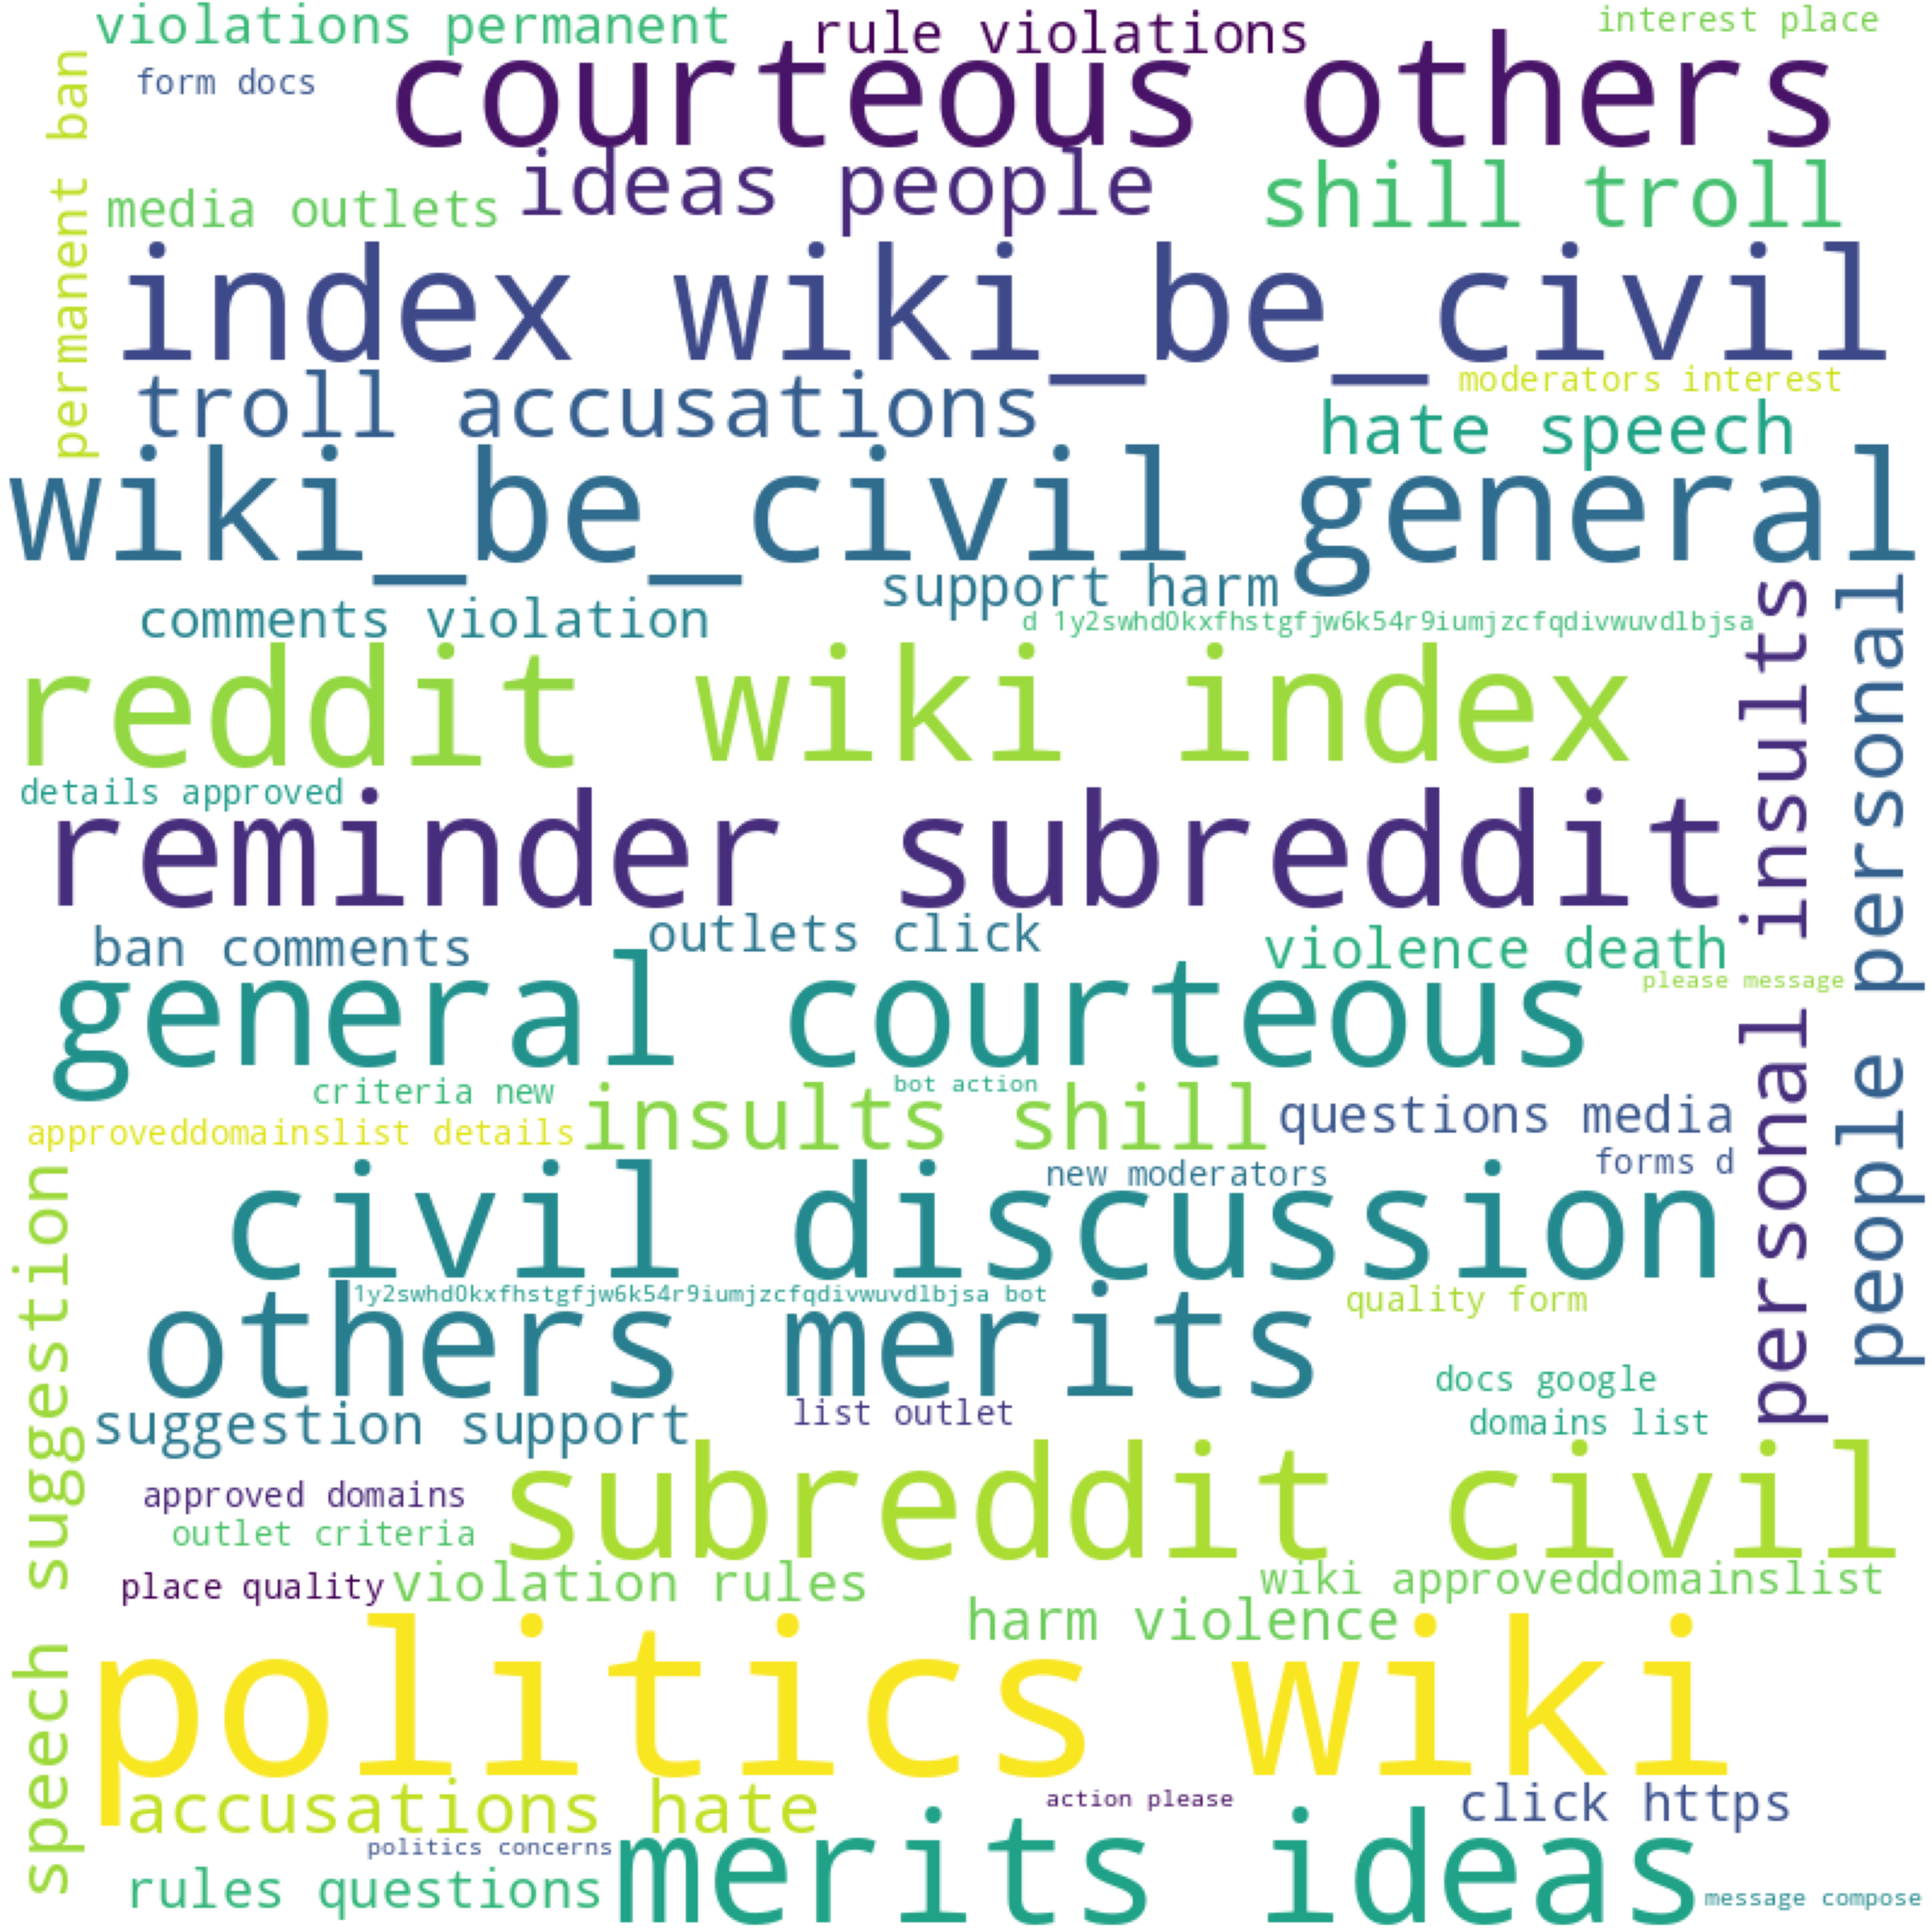 violations permanent
rule violations
interest place
form docs
courteous others
permanent ban
ideas people
shill troll
media outlets
index wiki_be_civil
troll accusations
moderators interest
hate speech
wiki_be_civil general
support harm
comments violation
d 1y2swhd0kxfhstgfjw6k54r9iumjzcfqdivwuvdlbjsa
reddit wiki index
personal insults
people personal
details approved
reminder subreddit
ban comments
outlets click
violence death
please message
general courteous
criteria new
bot action
insults shill
questions media
approveddomainslist details
new moderators
forms d
civil discussion
speech suggestion
1y2swhd0kxfhstgfjw6k54r9iumjzcfqdivwuvdlbjsa bot
quality form
others merits
docs google
list outlet
domains list
suggestion support
approved domains
subreddit civil
outlet criteria
place quality
violation rules
wiki approveddomainslist
harm violence
politics wiki
accusations hate
action please
click https
politics concerns
merits ideas
rules questions
message compose